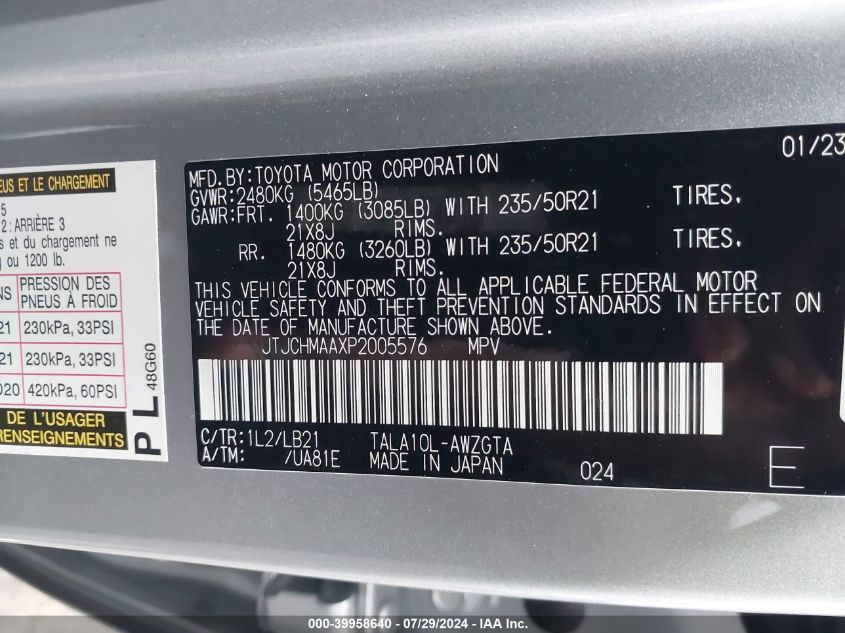 EUS ET LE CHARGEMENT
5
2: ARRIÈRE 3
s et du chargement ne
g ou 1200 lb.
NS PRESSION DES
PNEUS À FROID
21 230kPa, 33PSI
21 230kPa, 33PSI
D20 420kPa, 60PSI
DE L'USAGER
RENSEIGNEMENTS
P L 48G60
01/23
MFD.BY:TOYOTA MOTOR CORPORATION
GVWR:2480KG (5465LB)
GAWR:FRT. 1400KG (3085LB) WITH 235/50R21 TIRES.
21X8J RIMS.
RR. 1480KG (3260LB) WITH 235/50R21 TIRES.
21X8J RIMS.
THIS VEHICLE CONFORMS TO ALL APPLICABLE FEDERAL MOTOR
VEHICLE SAFETY AND THEFT PREVENTION STANDARDS IN EFFECT ON
THE DATE OF MANUFACTURE SHOWN ABOVE.
JTJCHMAAXP2005576 MPV
C/TR:1L2/LB21 TALA10L-AWZGTA
A/TM: /UA81E MADE IN JAPAN 024 E
000-39958640 - 07/29/2024 - IAA Inc.